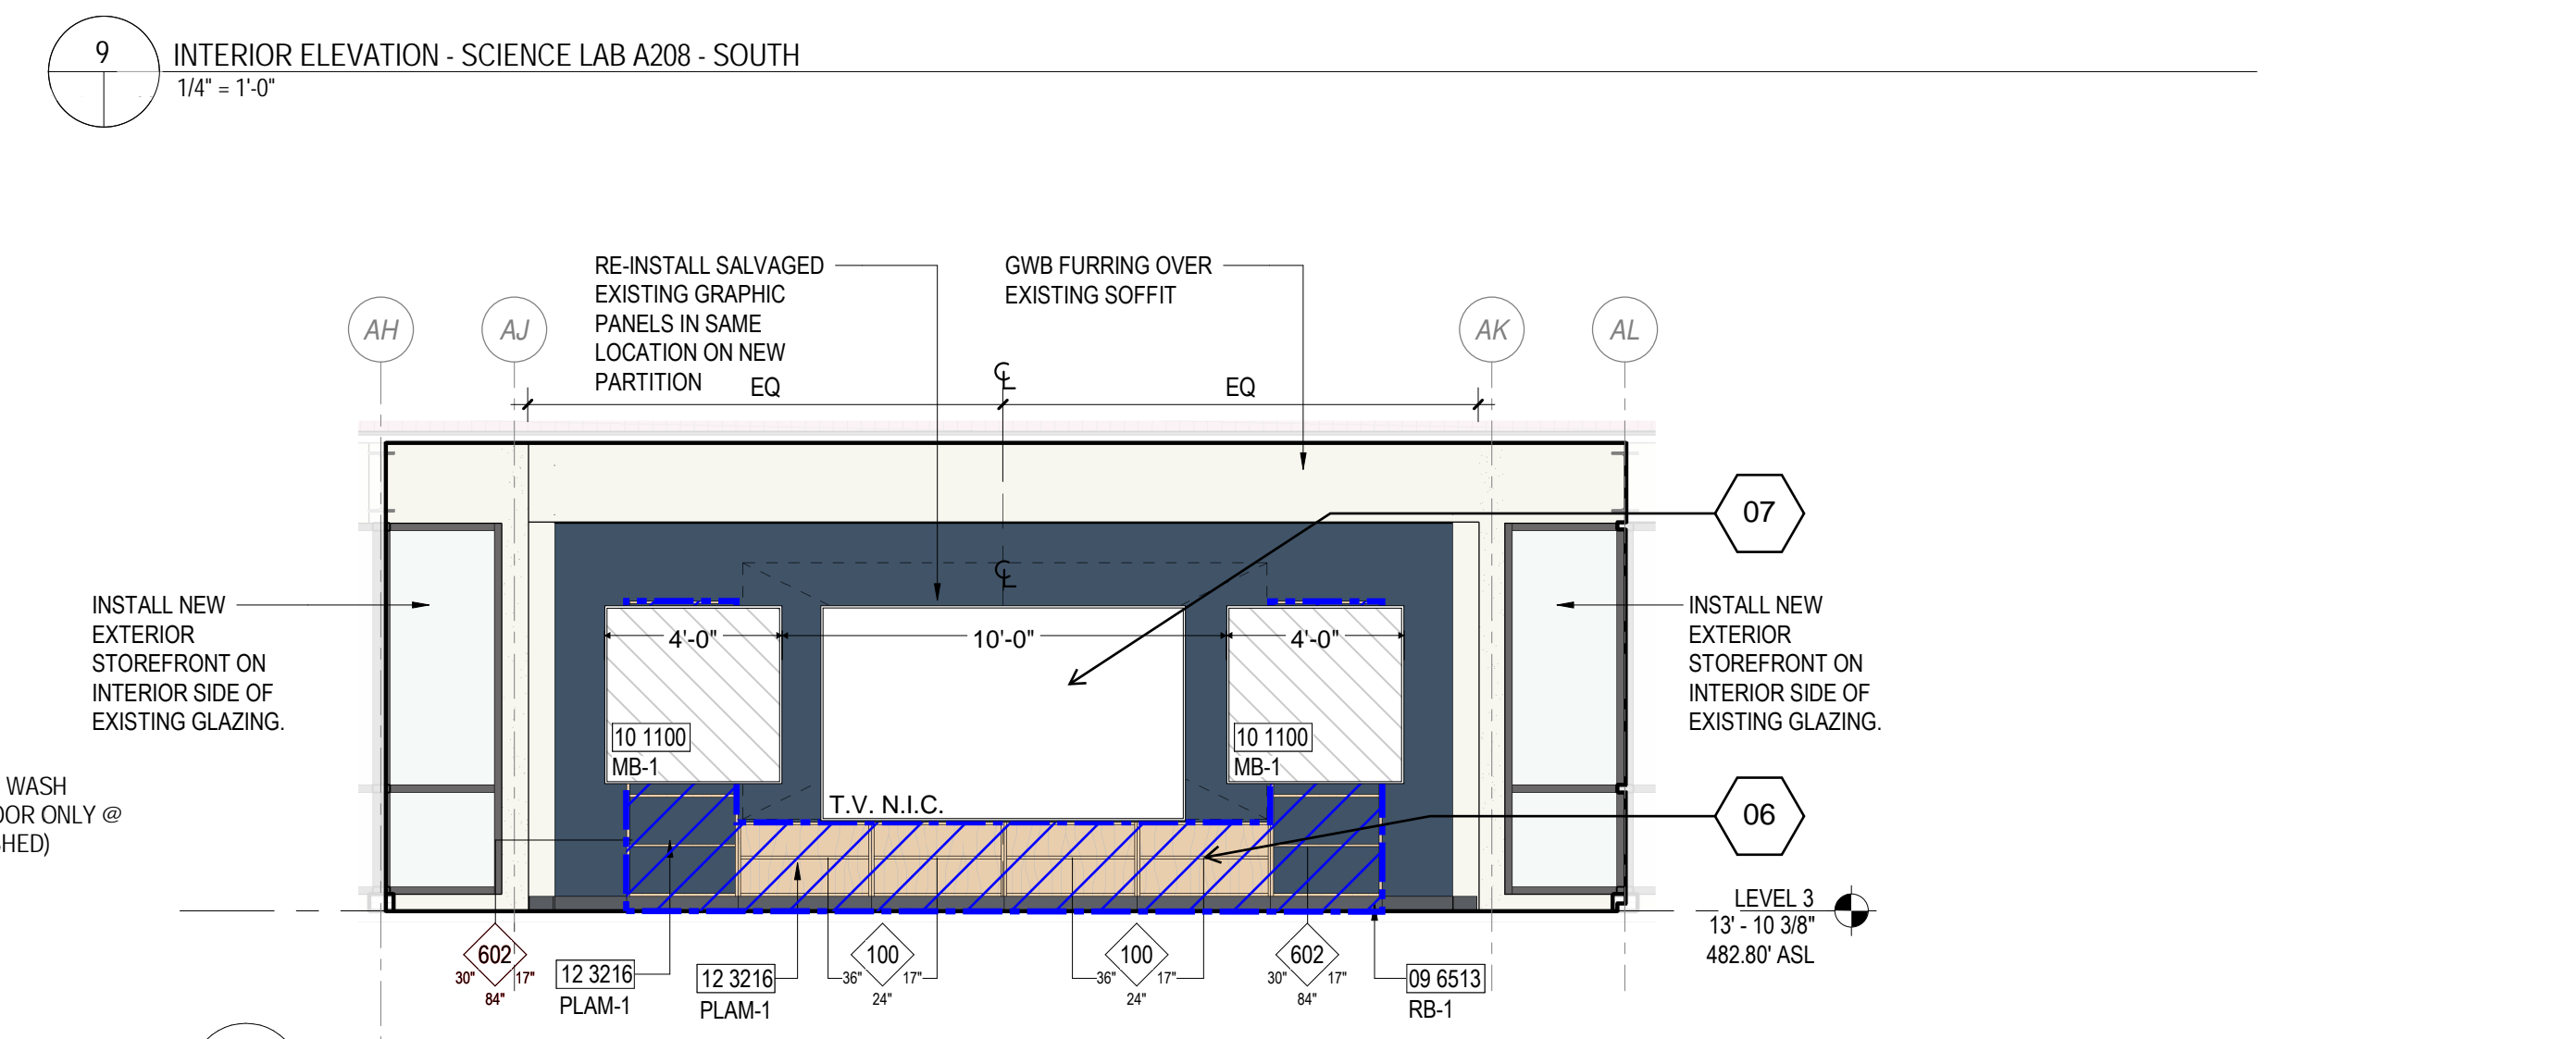 9
INTERIOR ELEVATION - SCIENCE LAB A208 - SOUTH
1/4" = 1'-0"
RE-INSTALL SALVAGED
EXISTING GRAPHIC
PANELS IN SAME
LOCATION ON NEW
PARTITION
GWB FURRING OVER
EXISTING SOFFIT
AH
AJ
AK
AL
EQ
℄
EQ
07
℄
INSTALL NEW
EXTERIOR
STOREFRONT ON
INTERIOR SIDE OF
EXISTING GLAZING.
4'-0"
10'-0"
4'-0"
INSTALL NEW
EXTERIOR
STOREFRONT ON
INTERIOR SIDE OF
EXISTING GLAZING.
10 1100
MB-1
10 1100
MB-1
WASH
OOR ONLY @
SHED)
T.V. N.I.C.
06
LEVEL 3
13' - 10 3/8"
482.80' ASL
602
30" 17"
84"
12 3216
PLAM-1
12 3216
PLAM-1
100
36" 17"
24"
100
36" 17"
24"
602
30" 17"
84"
09 6513
RB-1